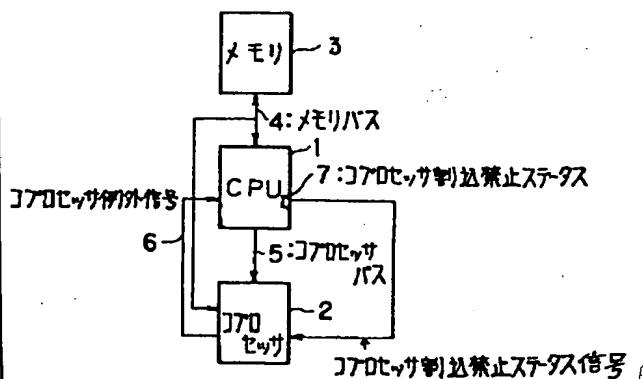 メモリ
3
4:メモリバス
1
CPU
7:コプロセッサ割込禁止ステータス
コプロセッサ例外信号
6
5:コプロセッサ
バス
2
コプロ
セッサ
コプロセッサ割込禁止ステータス信号